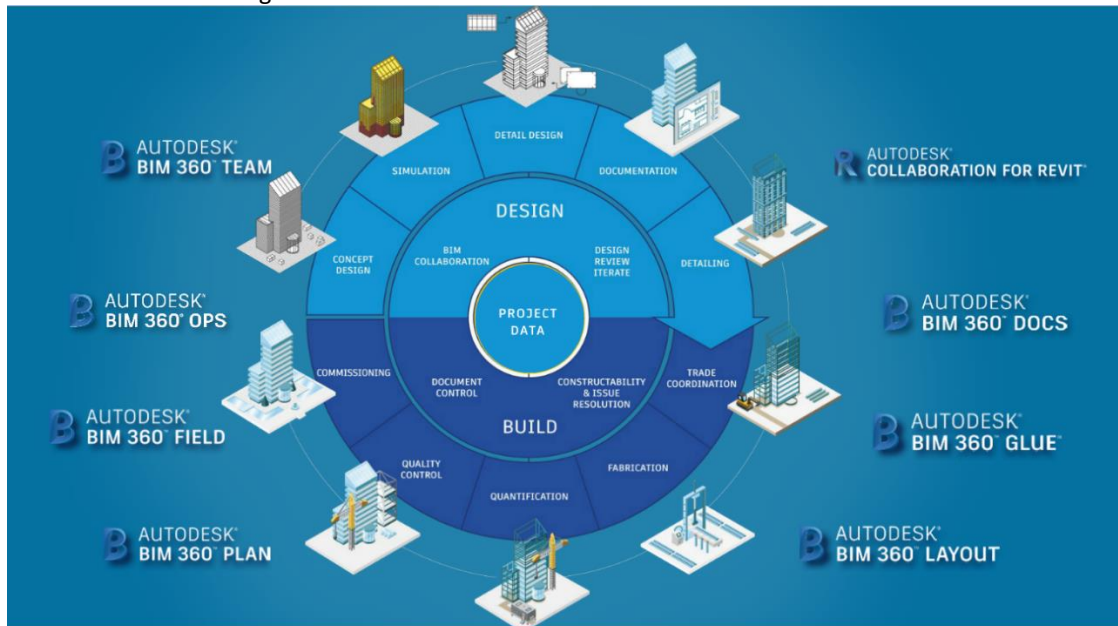 AUTODESK®
BIM 360™ TEAM
AUTODESK®
BIM 360® OPS
AUTODESK®
BIM 360™ FIELD
AUTODESK®
BIM 360™ PLAN
DETAIL DESIGN
SIMULATION
DOCUMENTATION
CONCEPT
DESIGN
DETAILING
DESIGN
BIM
COLLABORATION
DESIGN
REVIEW
ITERATE
PROJECT
DATA
COMMISSIONING
DOCUMENT
CONTROL
CONSTRUCTABILITY
& ISSUE
RESOLUTION
TRADE
COORDINATION
BUILD
QUALITY
CONTROL
QUANTIFICATION
FABRICATION
R AUTODESK®
COLLABORATION FOR REVIT®
AUTODESK®
BIM 360™ DOCS
AUTODESK®
BIM 360™ GLUE™
AUTODESK®
BIM 360™ LAYOUT